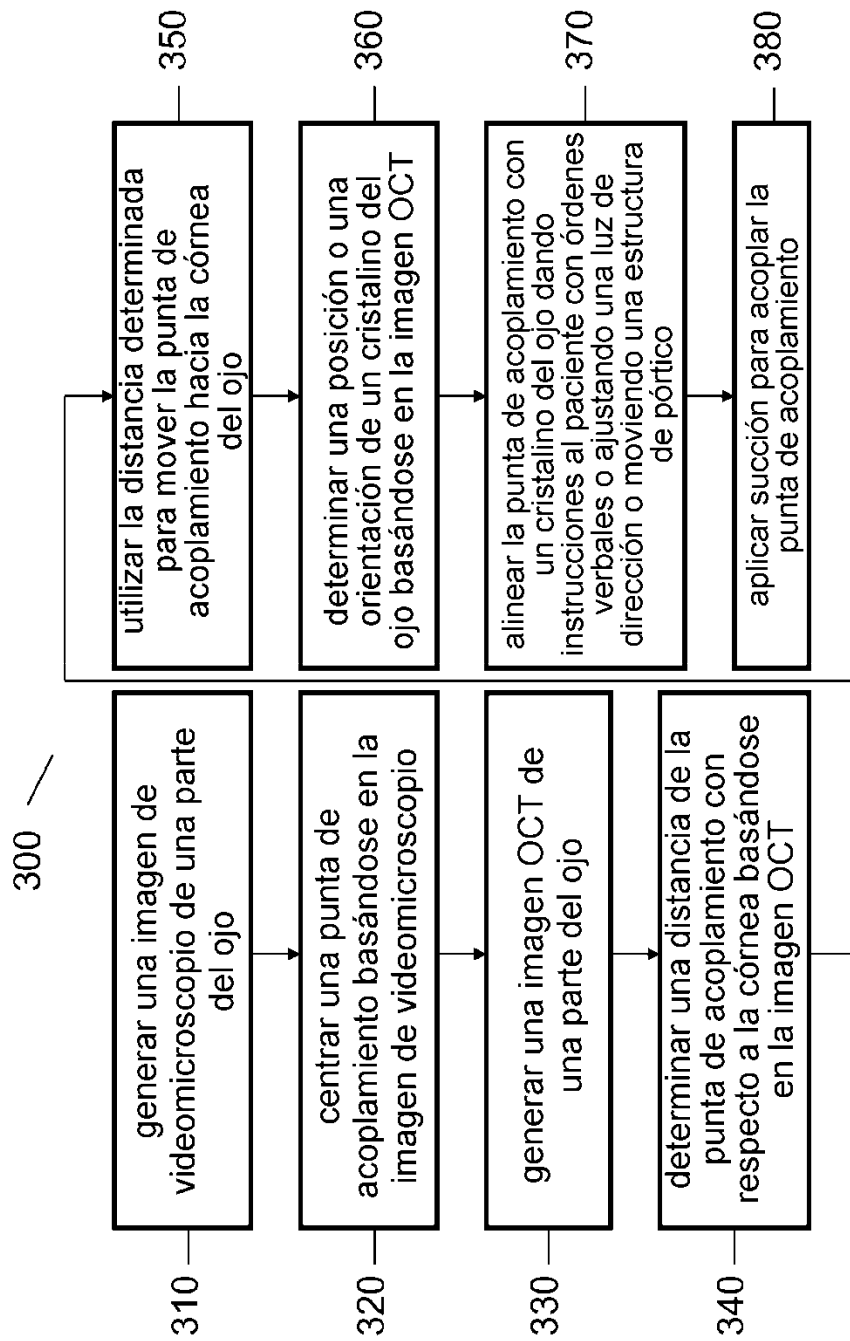 300
310
generar una imagen de
videomicroscopio de una parte
del ojo
320
centrar una punta de
acoplamiento basándose en la
imagen de videomicroscopio
330
generar una imagen OCT de
una parte del ojo
340
determinar una distancia de la
punta de acoplamiento con
respecto a la córnea basándose
en la imagen OCT
350
utilizar la distancia determinada
para mover la punta de
acoplamiento hacia la córnea
del ojo
360
determinar una posición o una
orientación de un cristalino del
ojo basándose en la imagen OCT
370
alinear la punta de acoplamiento con
un cristalino del ojo dando
instrucciones al paciente con órdenes
verbales o ajustando una luz de
dirección o moviendo una estructura
de pórtico
380
aplicar succión para acoplar la
punta de acoplamiento